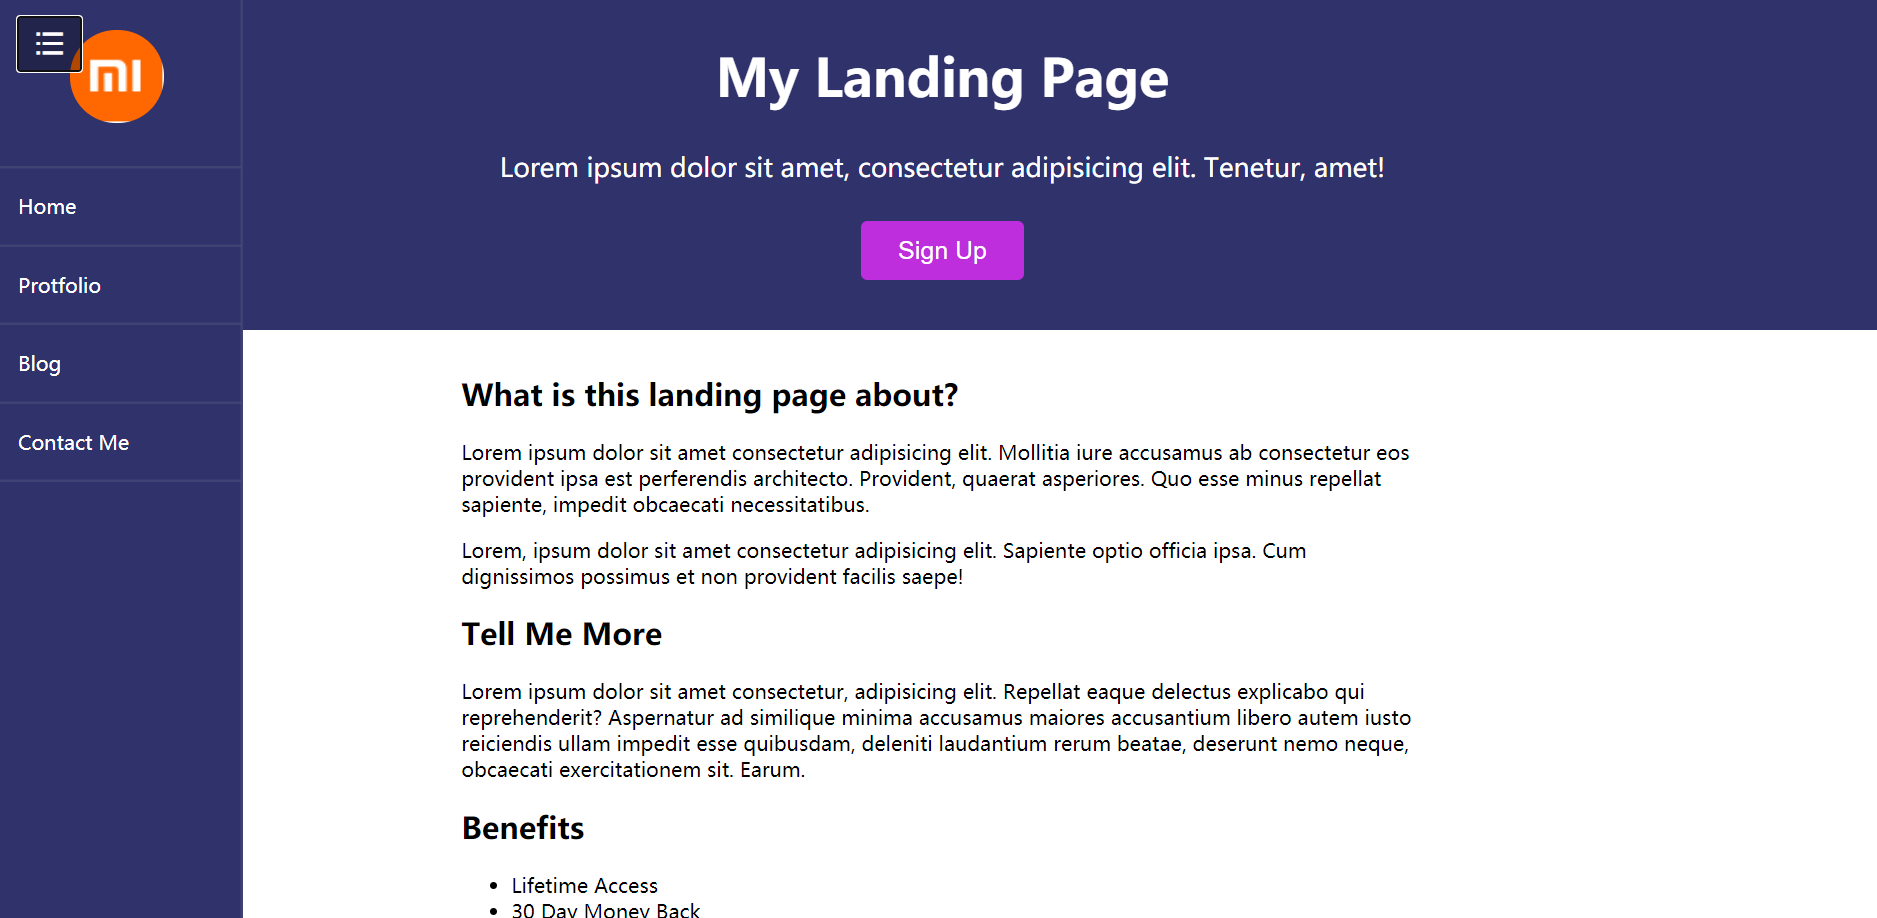 mi
Home
Protfolio
Blog
Contact Me
My Landing Page
Lorem ipsum dolor sit amet, consectetur adipisicing elit. Tenetur, amet!
Sign Up
What is this landing page about?
Lorem ipsum dolor sit amet consectetur adipisicing elit. Mollitia iure accusamus ab consectetur eos
provident ipsa est perferendis architecto. Provident, quaerat asperiores. Quo esse minus repellat
sapiente, impedit obcaecati necessitatibus.
Lorem, ipsum dolor sit amet consectetur adipisicing elit. Sapiente optio officia ipsa. Cum
dignissimos possimus et non provident facilis saepe!
Tell Me More
Lorem ipsum dolor sit amet consectetur, adipisicing elit. Repellat eaque delectus explicabo qui
reprehenderit? Aspernatur ad similique minima accusamus maiores accusantium libero autem iusto
reiciendis ullam impedit esse quibusdam, deleniti laudantium rerum beatae, deserunt nemo neque,
obcaecati exercitationem sit. Earum.
Benefits
• Lifetime Access
• 30 Day Money Back